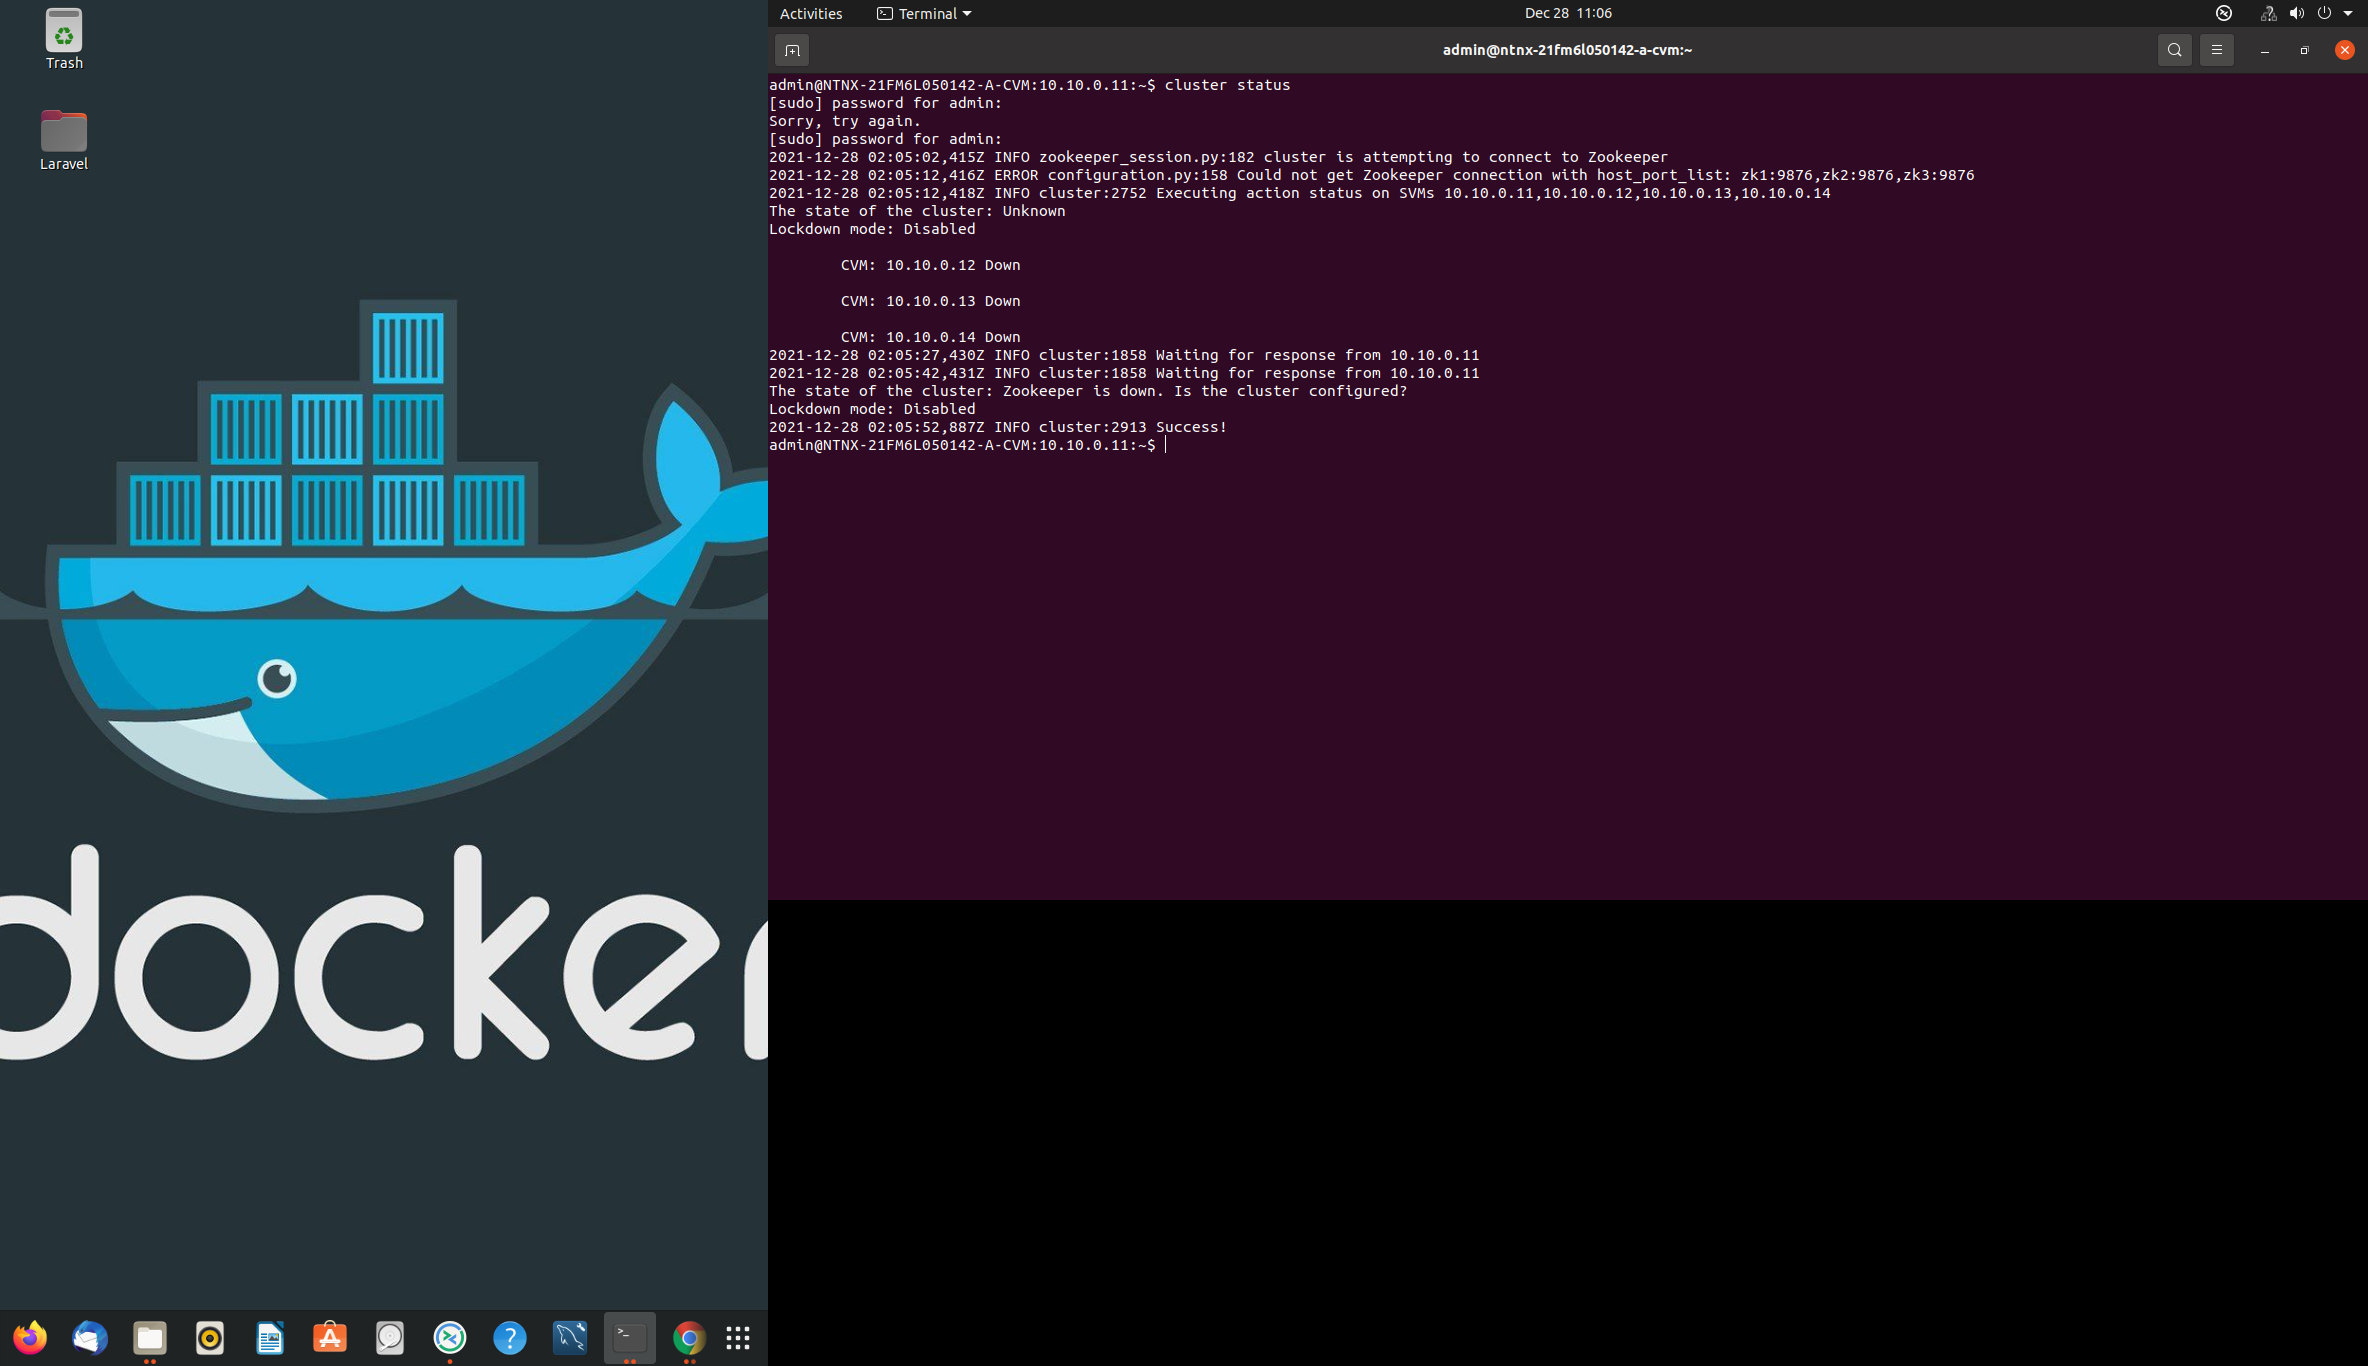 Trash
Laravel
docker
Activities
Terminal
Dec 28 11:06
admin@ntnx-21fm6l050142-a-cvm:~
admin@NTNX-21FM6L050142-A-CVM:10.10.0.11:~$ cluster status
[sudo] password for admin:
Sorry, try again.
[sudo] password for admin:
2021-12-28 02:05:02,415Z INFO zookeeper_session.py:182 cluster is attempting to connect to Zookeeper
2021-12-28 02:05:12,416Z ERROR configuration.py:158 Could not get Zookeeper connection with host_port_list: zk1:9876,zk2:9876,zk3:9876
2021-12-28 02:05:12,418Z INFO cluster:2752 Executing action status on SVMs 10.10.0.11,10.10.0.12,10.10.0.13,10.10.0.14
The state of the cluster: Unknown
Lockdown mode: Disabled
CVM: 10.10.0.12 Down
CVM: 10.10.0.13 Down
CVM: 10.10.0.14 Down
2021-12-28 02:05:27,430Z INFO cluster:1858 Waiting for response from 10.10.0.11
2021-12-28 02:05:42,431Z INFO cluster:1858 Waiting for response from 10.10.0.11
The state of the cluster: Zookeeper is down. Is the cluster configured?
Lockdown mode: Disabled
2021-12-28 02:05:52,887Z INFO cluster:2913 Success!
admin@NTNX-21FM6L050142-A-CVM:10.10.0.11:~$